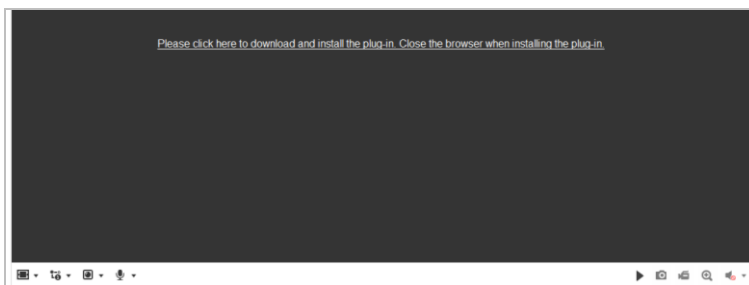 Please click here to download and install the plug-in. Close the browser when installing the plug-in.